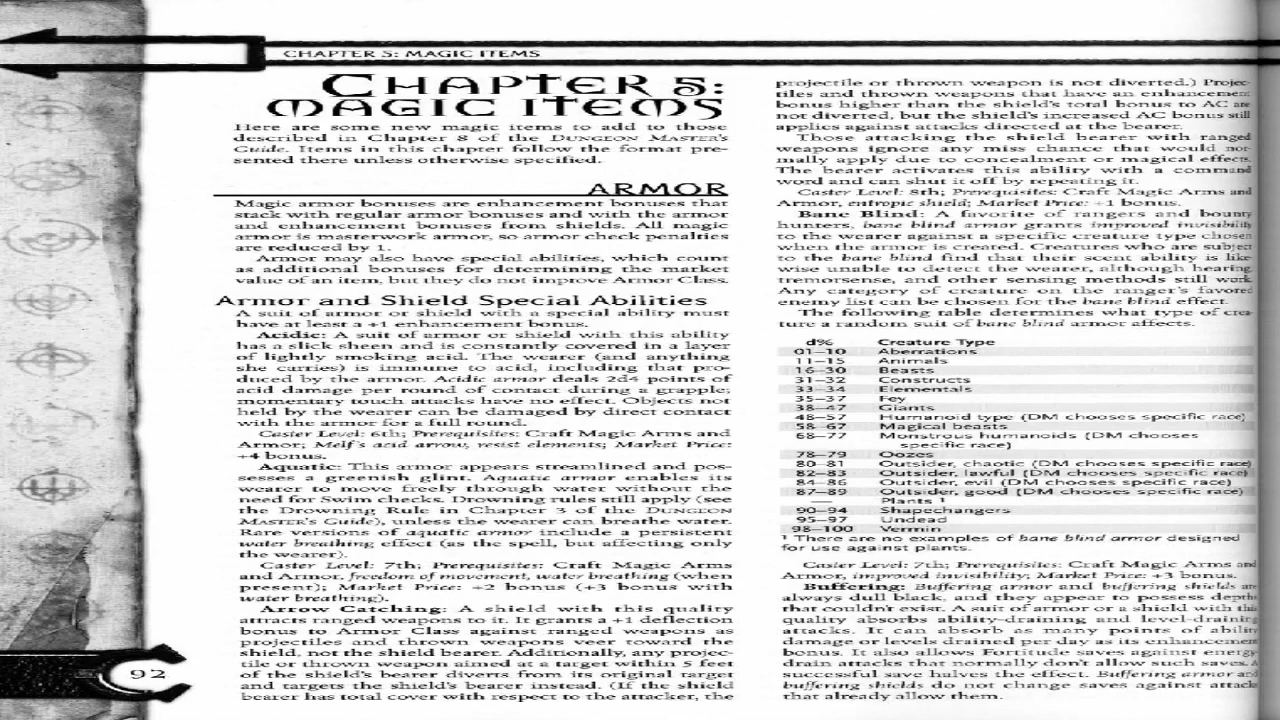 CHAPTER 5: MAGIC ITEMS
CHAPTER 5:
MAGIC ITEMS
Here are some new magic items to add to those
described in Chapter 8 of the DUNGEON MASTER'S
Guide. Items in this chapter follow the format pre-
sented there unless otherwise specified.
ARMOR
Magic armor bonuses are enhancement bonuses that
stack with regular armor bonuses and with the armor
and enhancement bonuses from shields. All magic
armor is masterwork armor, so armor check penalties
are reduced by 1.
Armor may also have special abilities, which count
as additional bonuses for determining the market
value of an item, but they do not improve Armor Class.
Armor and Shield Special Abilities
A suit of armor or shield with a special ability must
have at least a +1 enhancement bonus.
Acidic: A suit of armor or shield with this ability
has a slick sheen and is constantly covered in a layer
of lightly smoking acid. The wearer (and anything
she carries) is immune to acid, including that pro-
duced by the armor. Acidic armor deals 2d4 points of
acid damage per round of contact during a grapple;
momentary touch attacks have no effect. Objects not
held by the wearer can be damaged by direct contact
with the armor for a full round.
Caster Level: 6th; Prerequisites: Craft Magic Arms and
Armor; Melf's acid arrow, resist elements; Market Price:
+4 bonus.
Aquatic: This armor appears streamlined and pos-
sesses a greenish glint. Aquatic armor enables its
wearer to move freely through water without the
need for Swim checks. Drowning rules still apply (see
the Drowning Rule in Chapter 3 of the DUNGEON
MASTER'S Guide), unless the wearer can breathe water.
Rare versions of aquatic armor include a persistent
water breathing effect (as the spell, but affecting only
the wearer).
Caster Level: 7th; Prerequisites: Craft Magic Arms
and Armor, freedom of movement, water breathing (when
present); Market Price: +2 bonus (+3 bonus with
water breathing).
Arrow Catching: A shield with this quality
attracts ranged weapons to it. It grants a +1 deflection
bonus to Armor Class against ranged weapons as
projectiles and thrown weapons veer toward the
shield, not the shield bearer. Additionally, any projec-
tile or thrown weapon aimed at a target within 5 feet
of the shield's bearer diverts from its original target
and targets the shield's bearer instead. (If the shield
bearer has total cover with respect to the attacker, the
92
projectile or thrown weapon is not diverted.) Projec-
tiles and thrown weapons that have an enhancement
bonus higher than the shield's total bonus to AC are
not diverted, but the shield's increased AC bonus still
applies against attacks directed at the bearer.
Those attacking the shield bearer with ranged
weapons ignore any miss chance that would nor-
mally apply due to concealment or magical effects.
The bearer activates this ability with a command
word and can shut it off by repeating it.
Caster Level: 8th; Prerequisites: Craft Magic Arms and
Armor, entropic shield; Market Price: +1 bonus.
Bane Blind: A favorite of rangers and bounty
hunters, bane blind armor grants improved invisibility
to the wearer against a specific creature type chosen
when the armor is created. Creatures who are subject
to the bane blind find that their scent ability is like-
wise unable to detect the wearer, although hearing,
tremorsense, and other sensing methods still work.
Any category of creature on the ranger's favored
enemy list can be chosen for the bane blind effect.
The following table determines what type of crea-
ture a random suit of bane blind armor affects.
d% Creature Type
01–10 Aberrations
11–15 Animals
16–30 Beasts
31–32 Constructs
33–34 Elementals
35–37 Fey
38–47 Giants
48–57 Humanoid type (DM chooses specific race)
58–67 Magical beasts
68–77 Monstrous humanoids (DM chooses
specific race)
78–79 Oozes
80–81 Outsider, chaotic (DM chooses specific race)
82–83 Outsider, lawful (DM chooses specific race)
84–86 Outsider, evil (DM chooses specific race)
87–89 Outsider, good (DM chooses specific race)
— Plants ¹
90–94 Shapechangers
95–97 Undead
98–100 Vermin
¹ There are no examples of bane blind armor designed
for use against plants.
Caster Level: 7th; Prerequisites: Craft Magic Arms and
Armor, improved invisibility; Market Price: +3 bonus.
Buffering: Buffering armor and buffering shields are
always dull black, and they appear to possess depths
that couldn't exist. A suit of armor or a shield with this
quality absorbs ability-draining and level-draining
attacks. It can absorb as many points of ability
damage or levels drained per day as its enhancement
bonus. It also allows Fortitude saves against energy-
drain attacks that normally don't allow such saves. A
successful save halves the effect. Buffering armor and
buffering shields do not change saves against attacks
that already allow them.